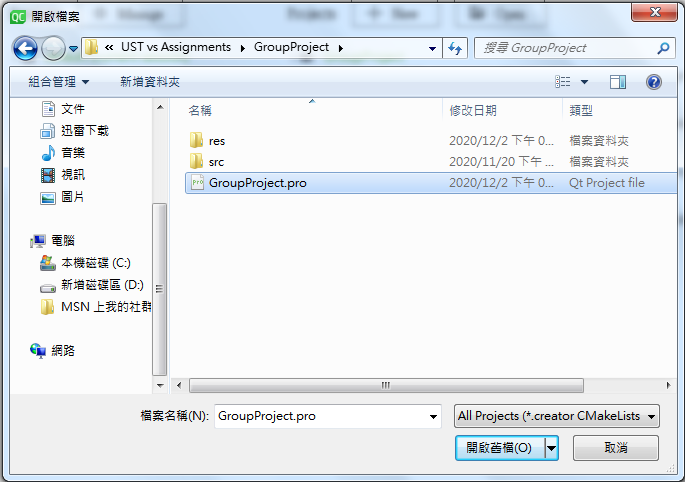 QC 開啟檔案
« UST vs Assignments GroupProject
搜尋 GroupProject
組合管理 新增資料夾
名稱 修改日期 類型
文件
迅雷下載
音樂
視訊
圖片
電腦
本機磁碟 (C:)
新增磁碟區 (D:)
MSN 上我的社群
網路
res 2020/12/2 下午 0... 檔案資料夾
src 2020/11/20 下午 ... 檔案資料夾
GroupProject.pro 2020/12/2 下午 0... Qt Project file
檔案名稱(N): GroupProject.pro All Projects (*.creator CMakeLists
開啟舊檔(O) 取消